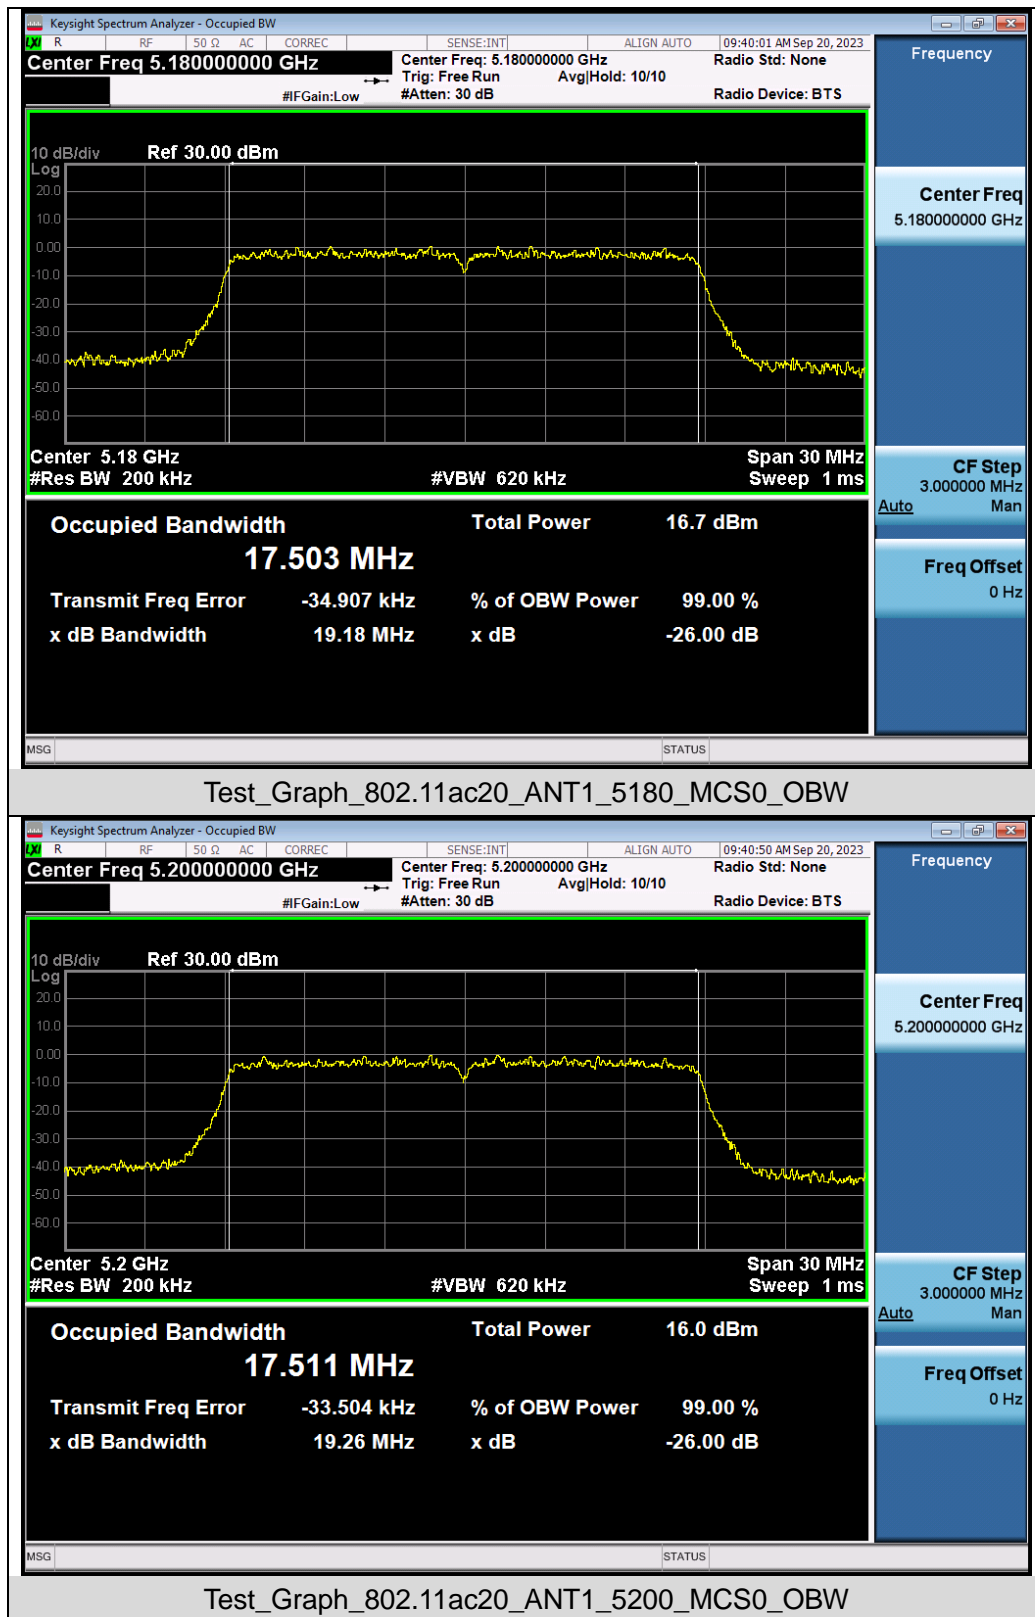 Keysight Spectrum Analyzer - Occupied BW
LXI R RF 50 Ω AC CORREC SENSE:INT ALIGN AUTO 09:40:01 AM Sep 20, 2023
Center Freq 5.180000000 GHz
Center Freq: 5.180000000 GHz
Radio Std: None
Trig: Free Run Avg|Hold: 10/10
#IFGain:Low
#Atten: 30 dB
Radio Device: BTS
Frequency
10 dB/div Ref 30.00 dBm
Log
20.0
10.0
0.00
-10.0
-20.0
-30.0
-40.0
-50.0
-60.0
Center 5.18 GHz
Span 30 MHz
#Res BW 200 kHz
#VBW 620 kHz
Sweep 1 ms
Center Freq
5.180000000 GHz
CF Step
3.000000 MHz
Auto Man
Freq Offset
0 Hz
Occupied Bandwidth
17.503 MHz
Total Power 16.7 dBm
Transmit Freq Error -34.907 kHz
% of OBW Power 99.00 %
x dB Bandwidth 19.18 MHz
x dB -26.00 dB
MSG STATUS
Test_Graph_802.11ac20_ANT1_5180_MCS0_OBW
Keysight Spectrum Analyzer - Occupied BW
LXI R RF 50 Ω AC CORREC SENSE:INT ALIGN AUTO 09:40:50 AM Sep 20, 2023
Center Freq 5.200000000 GHz
Center Freq: 5.200000000 GHz
Radio Std: None
Trig: Free Run Avg|Hold: 10/10
#IFGain:Low
#Atten: 30 dB
Radio Device: BTS
Frequency
10 dB/div Ref 30.00 dBm
Log
20.0
10.0
0.00
-10.0
-20.0
-30.0
-40.0
-50.0
-60.0
Center 5.2 GHz
Span 30 MHz
#Res BW 200 kHz
#VBW 620 kHz
Sweep 1 ms
Center Freq
5.200000000 GHz
CF Step
3.000000 MHz
Auto Man
Freq Offset
0 Hz
Occupied Bandwidth
17.511 MHz
Total Power 16.0 dBm
Transmit Freq Error -33.504 kHz
% of OBW Power 99.00 %
x dB Bandwidth 19.26 MHz
x dB -26.00 dB
MSG STATUS
Test_Graph_802.11ac20_ANT1_5200_MCS0_OBW